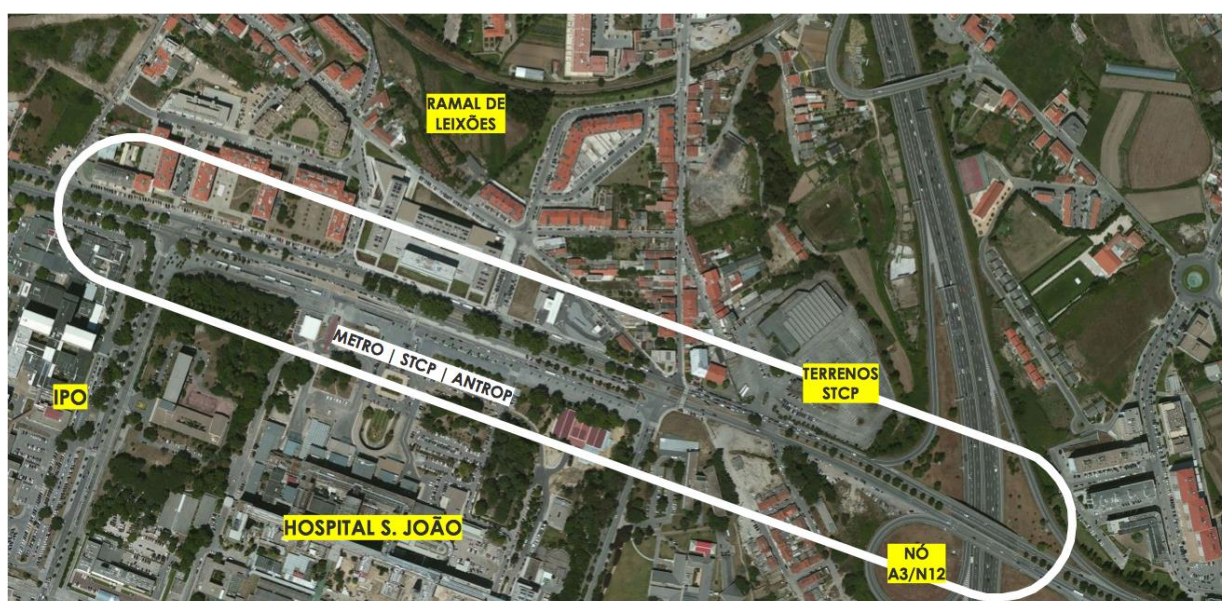 RAMAL DE
LEIXÕES
METRO | STCP | ANTROP
TERRENOS
STCP
IPO
HOSPITAL S. JOÃO
NÓ
A3/N12